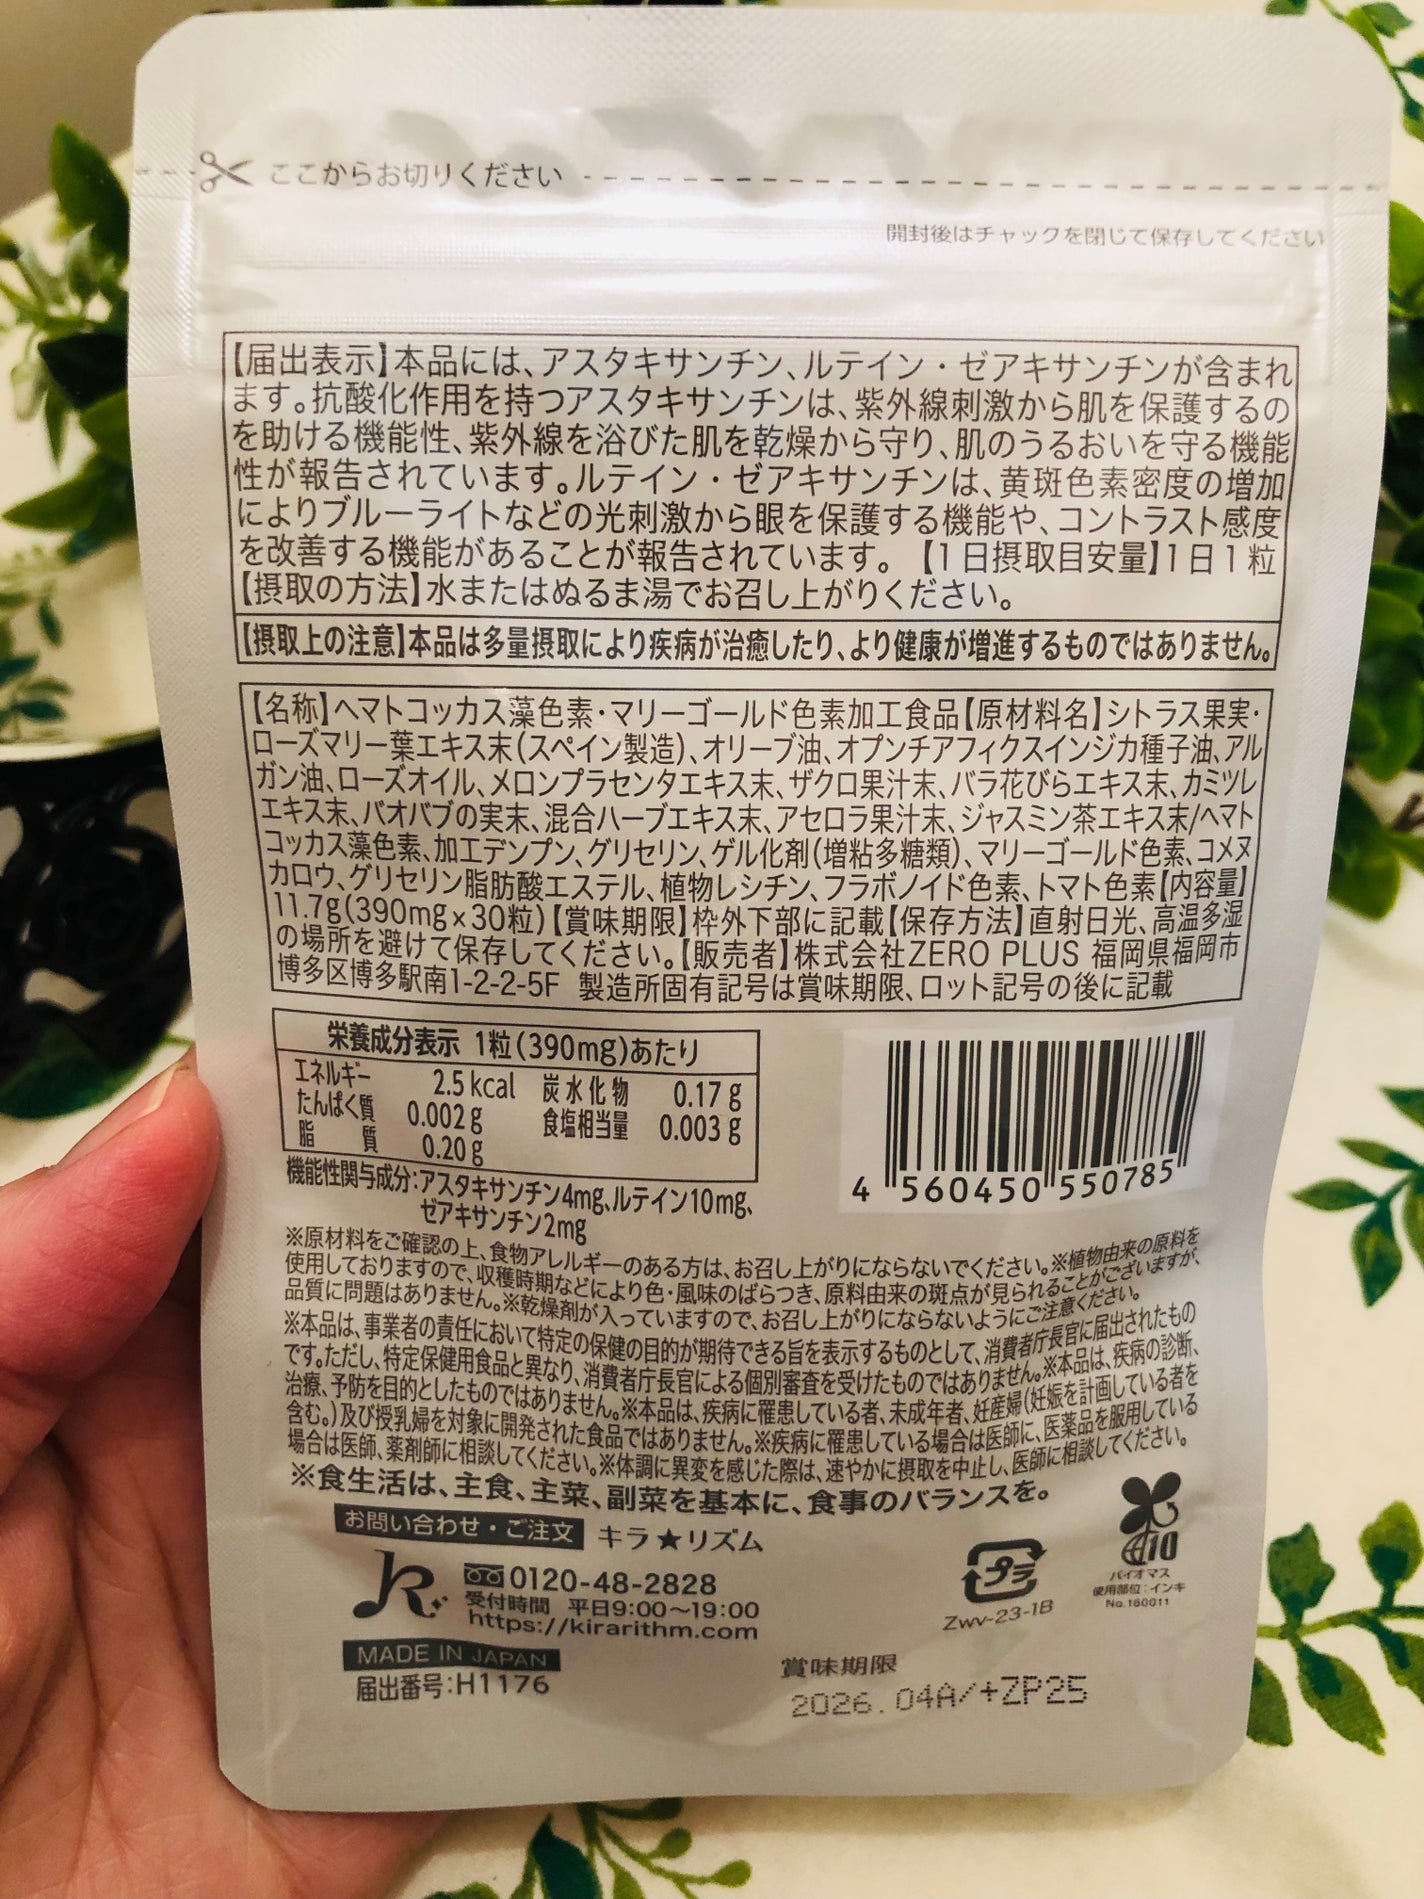 ここからお切りください
開封後はチャックを閉じて保存してください
【届出表示】本品には、アスタキサンチン、ルテイン・ゼアキサンチンが含まれ
ます。抗酸化作用を持つアスタキサンチンは、紫外線刺激から肌を保護するの
を助ける機能性、紫外線を浴びた肌を乾燥から守り、肌のうるおいを守る機能
性が報告されています。ルテイン・ゼアキサンチンは、黄斑色素密度の増加
によりブルーライトなどの光刺激から眼を保護する機能や、コントラスト感度
を改善する機能があることが報告されています。【1日摂取目安量】1日1粒
【摂取の方法】水またはぬるま湯でお召し上がりください。
【摂取上の注意】本品は多量摂取により疾病が治癒したり、より健康が増進するものではありません。
【名称】ヘマトコッカス藻色素・マリーゴールド色素加工食品【原材料名】シトラス果実・
ローズマリー葉エキス末(スペイン製造)、オリーブ油、オプンチアフィクスインジカ種子油、アル
ガン油、ローズオイル、メロンプラセンタエキス末、ザクロ果汁末、バラ花びらエキス末、カミツレ
エキス末、バオバブの実末、混合ハーブエキス末、アセロラ果汁末、ジャスミン茶エキス末/ヘマト
コッカス藻色素、加工デンプン、グリセリン、ゲル化剤(増粘多糖類)、マリーゴールド色素、コメヌ
カロウ、グリセリン脂肪酸エステル、植物レシチン、フラボノイド色素、トマト色素【内容量】
11.7g(390mg×30粒)【賞味期限】枠外下部に記載【保存方法】直射日光、高温多湿
の場所を避けて保存してください。【販売者】株式会社ZERO PLUS 福岡県福岡市
博多区博多駅南1-2-2-5F 製造所固有記号は賞味期限、ロット記号の後に記載
栄養成分表示 1粒(390mg)あたり
エネルギー 2.5kcal 炭水化物 0.17g
たんぱく質 0.002g 食塩相当量 0.003g
脂質 0.20g
機能性関与成分:アスタキサンチン4mg、ルテイン10mg、
ゼアキサンチン2mg
4 560450 550785
※原材料をご確認の上、食物アレルギーのある方は、お召し上がりにならないでください。※植物由来の原料を
使用しておりますので、収穫時期などにより色・風味のばらつき、原料由来の斑点が見られることがございますが、
品質に問題はありません。※乾燥剤が入っていますので、お召し上がりにならないようにご注意ください。
※本品は、事業者の責任において特定の保健の目的が期待できる旨を表示するものとして、消費者庁長官に届出されたもの
です。ただし、特定保健用食品と異なり、消費者庁長官による個別審査を受けたものではありません。※本品は、疾病の診断、
治療、予防を目的としたものではありません。※本品は、疾病に罹患している者、未成年者、妊産婦(妊娠を計画している者を
含む。)及び授乳婦を対象に開発された食品ではありません。※疾病に罹患している場合は医師に、医薬品を服用している
場合は医師、薬剤師に相談してください。※体調に異変を感じた際は、速やかに摂取を中止し、医師に相談してください。
※食生活は、主食、主菜、副菜を基本に、食事のバランスを。
お問い合わせ・ご注文 キラ★リズム
0120-48-2828
受付時間 平日9:00〜19:00
https://kirarithm.com
プラ
Zwv-23-1B
バイオマス
使用部位:インキ
No.160011
MADE IN JAPAN
届出番号:H1176
賞味期限
2026.04A/+ZP25